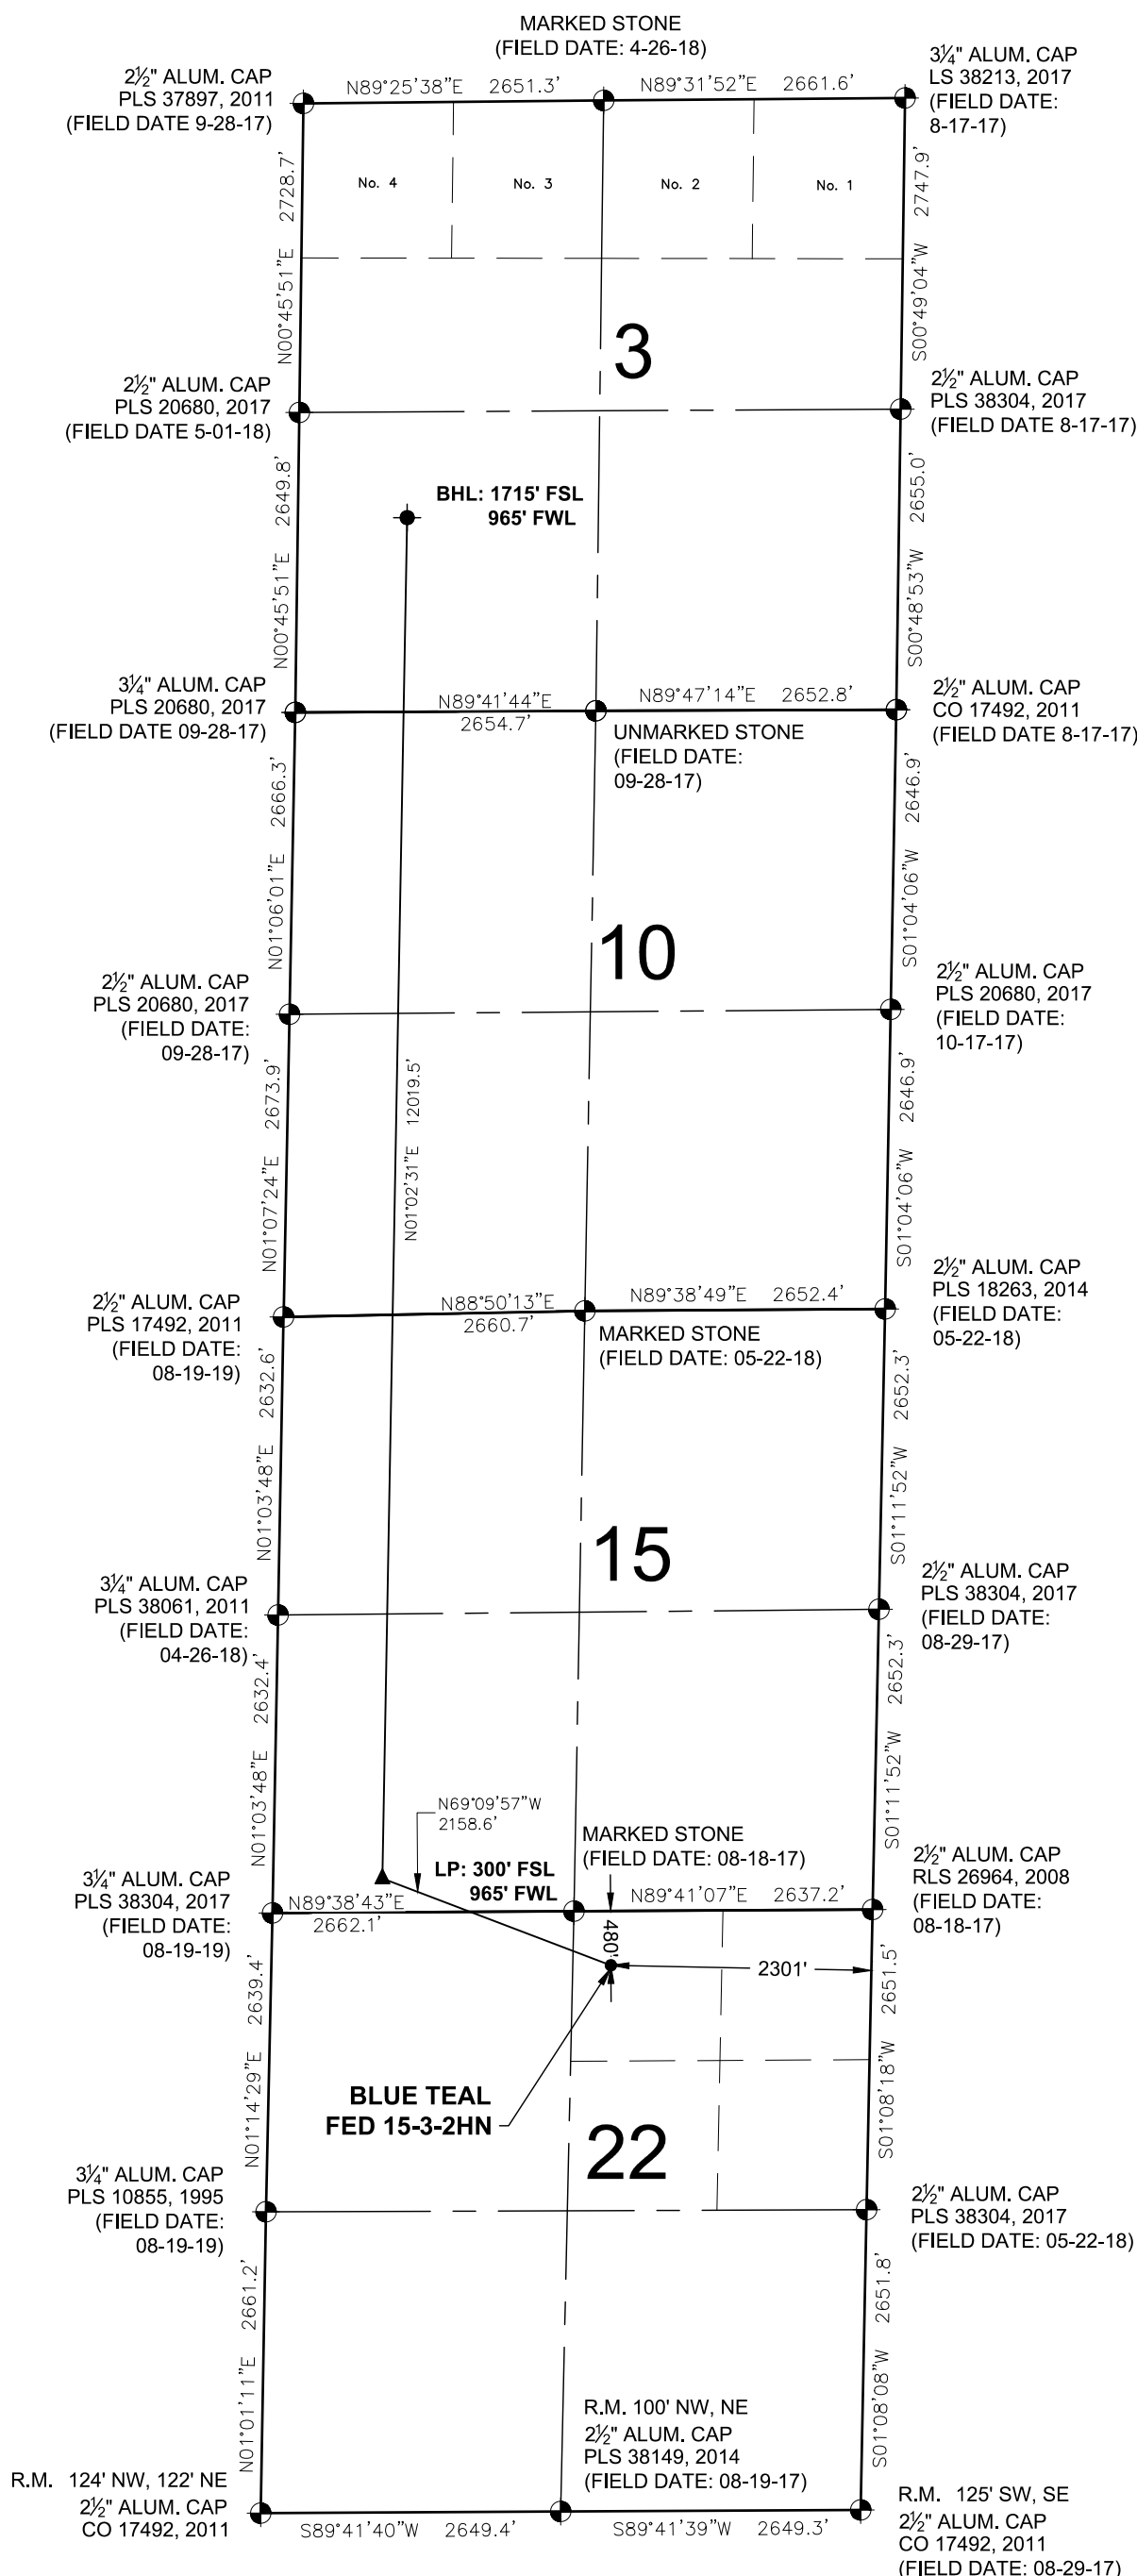 MARKED STONE
(FIELD DATE: 4-26-18)
2½" ALUM. CAP
PLS 37897, 2011
(FIELD DATE 9-28-17)
N89°25'38"E 2651.3'
N89°31'52"E 2661.6'
3¼" ALUM. CAP
LS 38213, 2017
(FIELD DATE:
8-17-17)
No. 4
No. 3
No. 2
No. 1
N00°45'51"E 2728.7'
S00°49'04"W 2747.9'
3
2½" ALUM. CAP
PLS 20680, 2017
(FIELD DATE 5-01-18)
2½" ALUM. CAP
PLS 38304, 2017
(FIELD DATE 8-17-17)
BHL: 1715' FSL
965' FWL
N00°45'51"E 2649.8'
S00°48'53"W 2655.0'
3¼" ALUM. CAP
PLS 20680, 2017
(FIELD DATE 09-28-17)
N89°41'44"E
2654.7'
N89°47'14"E 2652.8'
UNMARKED STONE
(FIELD DATE:
09-28-17)
2½" ALUM. CAP
CO 17492, 2011
(FIELD DATE 8-17-17)
N01°06'01"E 2666.3'
S01°04'06"W 2646.9'
10
2½" ALUM. CAP
PLS 20680, 2017
(FIELD DATE:
09-28-17)
2½" ALUM. CAP
PLS 20680, 2017
(FIELD DATE:
10-17-17)
N01°07'24"E 2673.9'
N01°02'31"E 12019.5'
S01°04'06"W 2646.9'
2½" ALUM. CAP
PLS 17492, 2011
(FIELD DATE:
08-19-19)
N88°50'13"E
2660.7'
N89°38'49"E 2652.4'
MARKED STONE
(FIELD DATE: 05-22-18)
2½" ALUM. CAP
PLS 18263, 2014
(FIELD DATE:
05-22-18)
N01°03'48"E 2632.6'
S01°11'52"W 2652.3'
15
3¼" ALUM. CAP
PLS 38061, 2011
(FIELD DATE:
04-26-18)
2½" ALUM. CAP
PLS 38304, 2017
(FIELD DATE:
08-29-17)
N01°03'48"E 2632.4'
S01°11'52"W 2652.3'
N69°09'57"W
2158.6'
LP: 300' FSL
965' FWL
MARKED STONE
(FIELD DATE: 08-18-17)
3¼" ALUM. CAP
PLS 38304, 2017
(FIELD DATE:
08-19-19)
N89°38'43"E
2662.1'
N89°41'07"E 2637.2'
2½" ALUM. CAP
RLS 26964, 2008
(FIELD DATE:
08-18-17)
480'
2301'
N01°14'29"E 2639.4'
S01°08'18"W 2651.5'
BLUE TEAL
FED 15-3-2HN
22
3¼" ALUM. CAP
PLS 10855, 1995
(FIELD DATE:
08-19-19)
2½" ALUM. CAP
PLS 38304, 2017
(FIELD DATE: 05-22-18)
N01°01'11"E 2661.2'
S01°08'08"W 2651.8'
R.M. 124' NW, 122' NE
2½" ALUM. CAP
CO 17492, 2011
R.M. 100' NW, NE
2½" ALUM. CAP
PLS 38149, 2014
(FIELD DATE: 08-19-17)
S89°41'40"W 2649.4'
S89°41'39"W 2649.3'
R.M. 125' SW, SE
2½" ALUM. CAP
CO 17492, 2011
(FIELD DATE: 08-29-17)